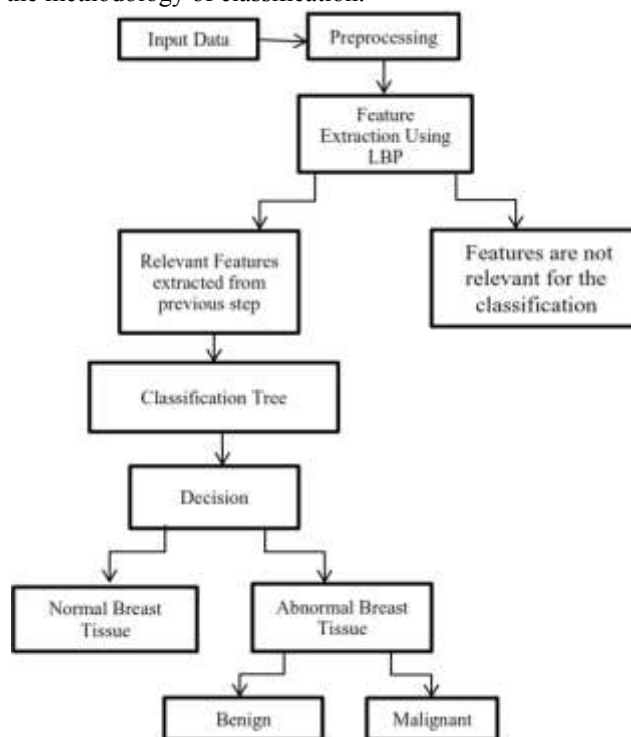 the methodology of classification.
Input Data
Preprocessing
Feature
Extraction Using
LBP
Relevant Features
extracted from
previous step
Features are not
relevant for the
classification
Classification Tree
Decision
Normal Breast
Tissue
Abnormal Breast
Tissue
Benign
Malignant